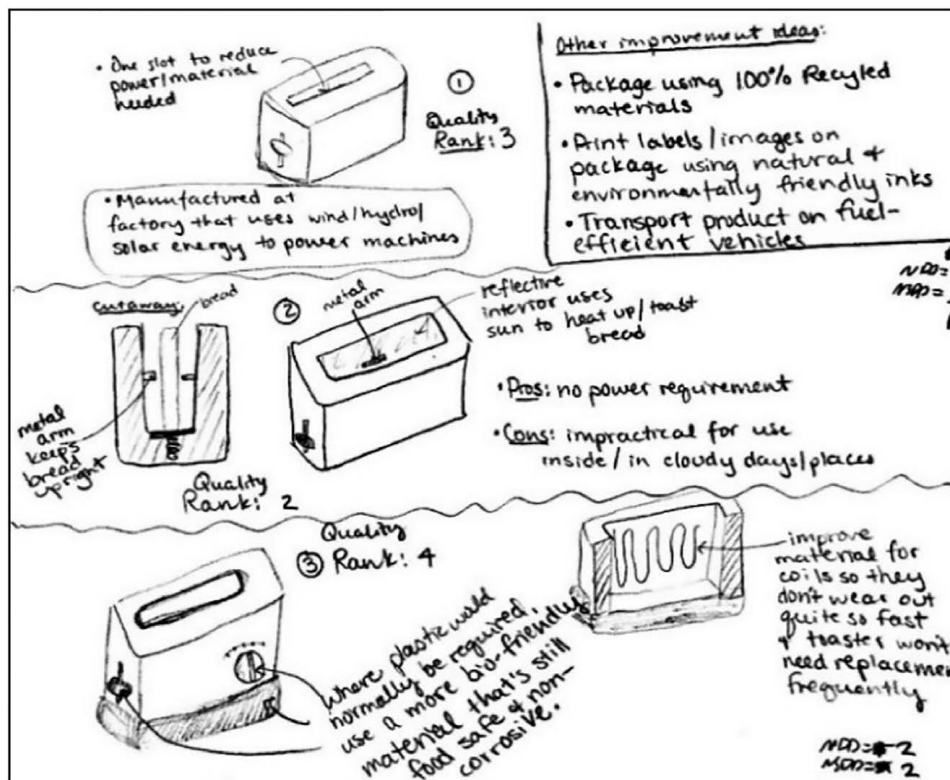 • One slot to reduce
power/material
needed
①
Quality
Rank: 3
• Manufactured at
factory that uses wind/hydro/
solar energy to power machines
Other improvement ideas:
• Package using 100% Recyled
materials
• Print labels/images on
package using natural &
environmentally friendly inks
• Transport product on fuel-
efficient vehicles
NDD=
cutaway:
bread
②
metal
arm
reflective
interior uses
sun to heat up/toast
bread
metal
arm
keeps
bread
upright
Quality
Rank: 2
• Pros: no power requirement
• Cons: impractical for use
inside/in cloudy days/places
③
Quality
Rank: 4
Where plastic would
normally be required,
use a more bio-friendly
material that's still
food safe & non-
corrosive.
improve
material for
coils so they
don't wear out
quite so fast
& toaster won't
need replacement
frequently
NDD= 2
MDD= 2